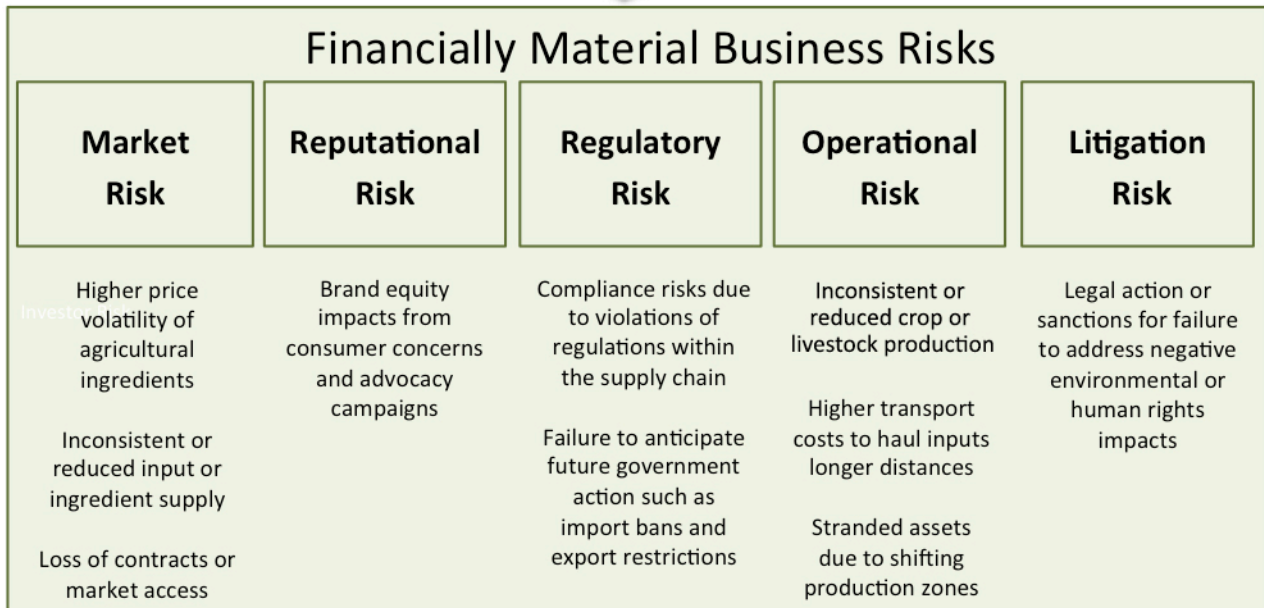 Financially Material Business Risks
Market
Risk
Higher price
volatility of
agricultural
ingredients
Inconsistent or
reduced input or
ingredient supply
Loss of contracts or
market access
Reputational
Risk
Brand equity
impacts from
consumer concerns
and advocacy
campaigns
Regulatory
Risk
Compliance risks due
to violations of
regulations within
the supply chain
Failure to anticipate
future government
action such as
import bans and
export restrictions
Operational
Risk
Inconsistent or
reduced crop or
livestock production
Higher transport
costs to haul inputs
longer distances
Stranded assets
due to shifting
production zones
Litigation
Risk
Legal action or
sanctions for failure
to address negative
environmental or
human rights
impacts